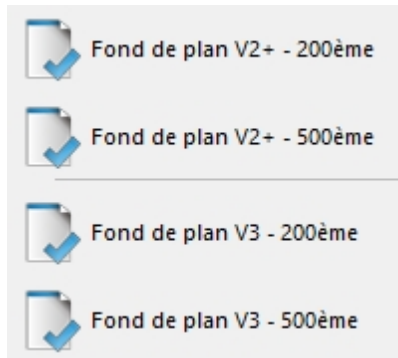 Fond de plan V2+ - 200ème
Fond de plan V2+ - 500ème
Fond de plan V3 - 200ème
Fond de plan V3 - 500ème